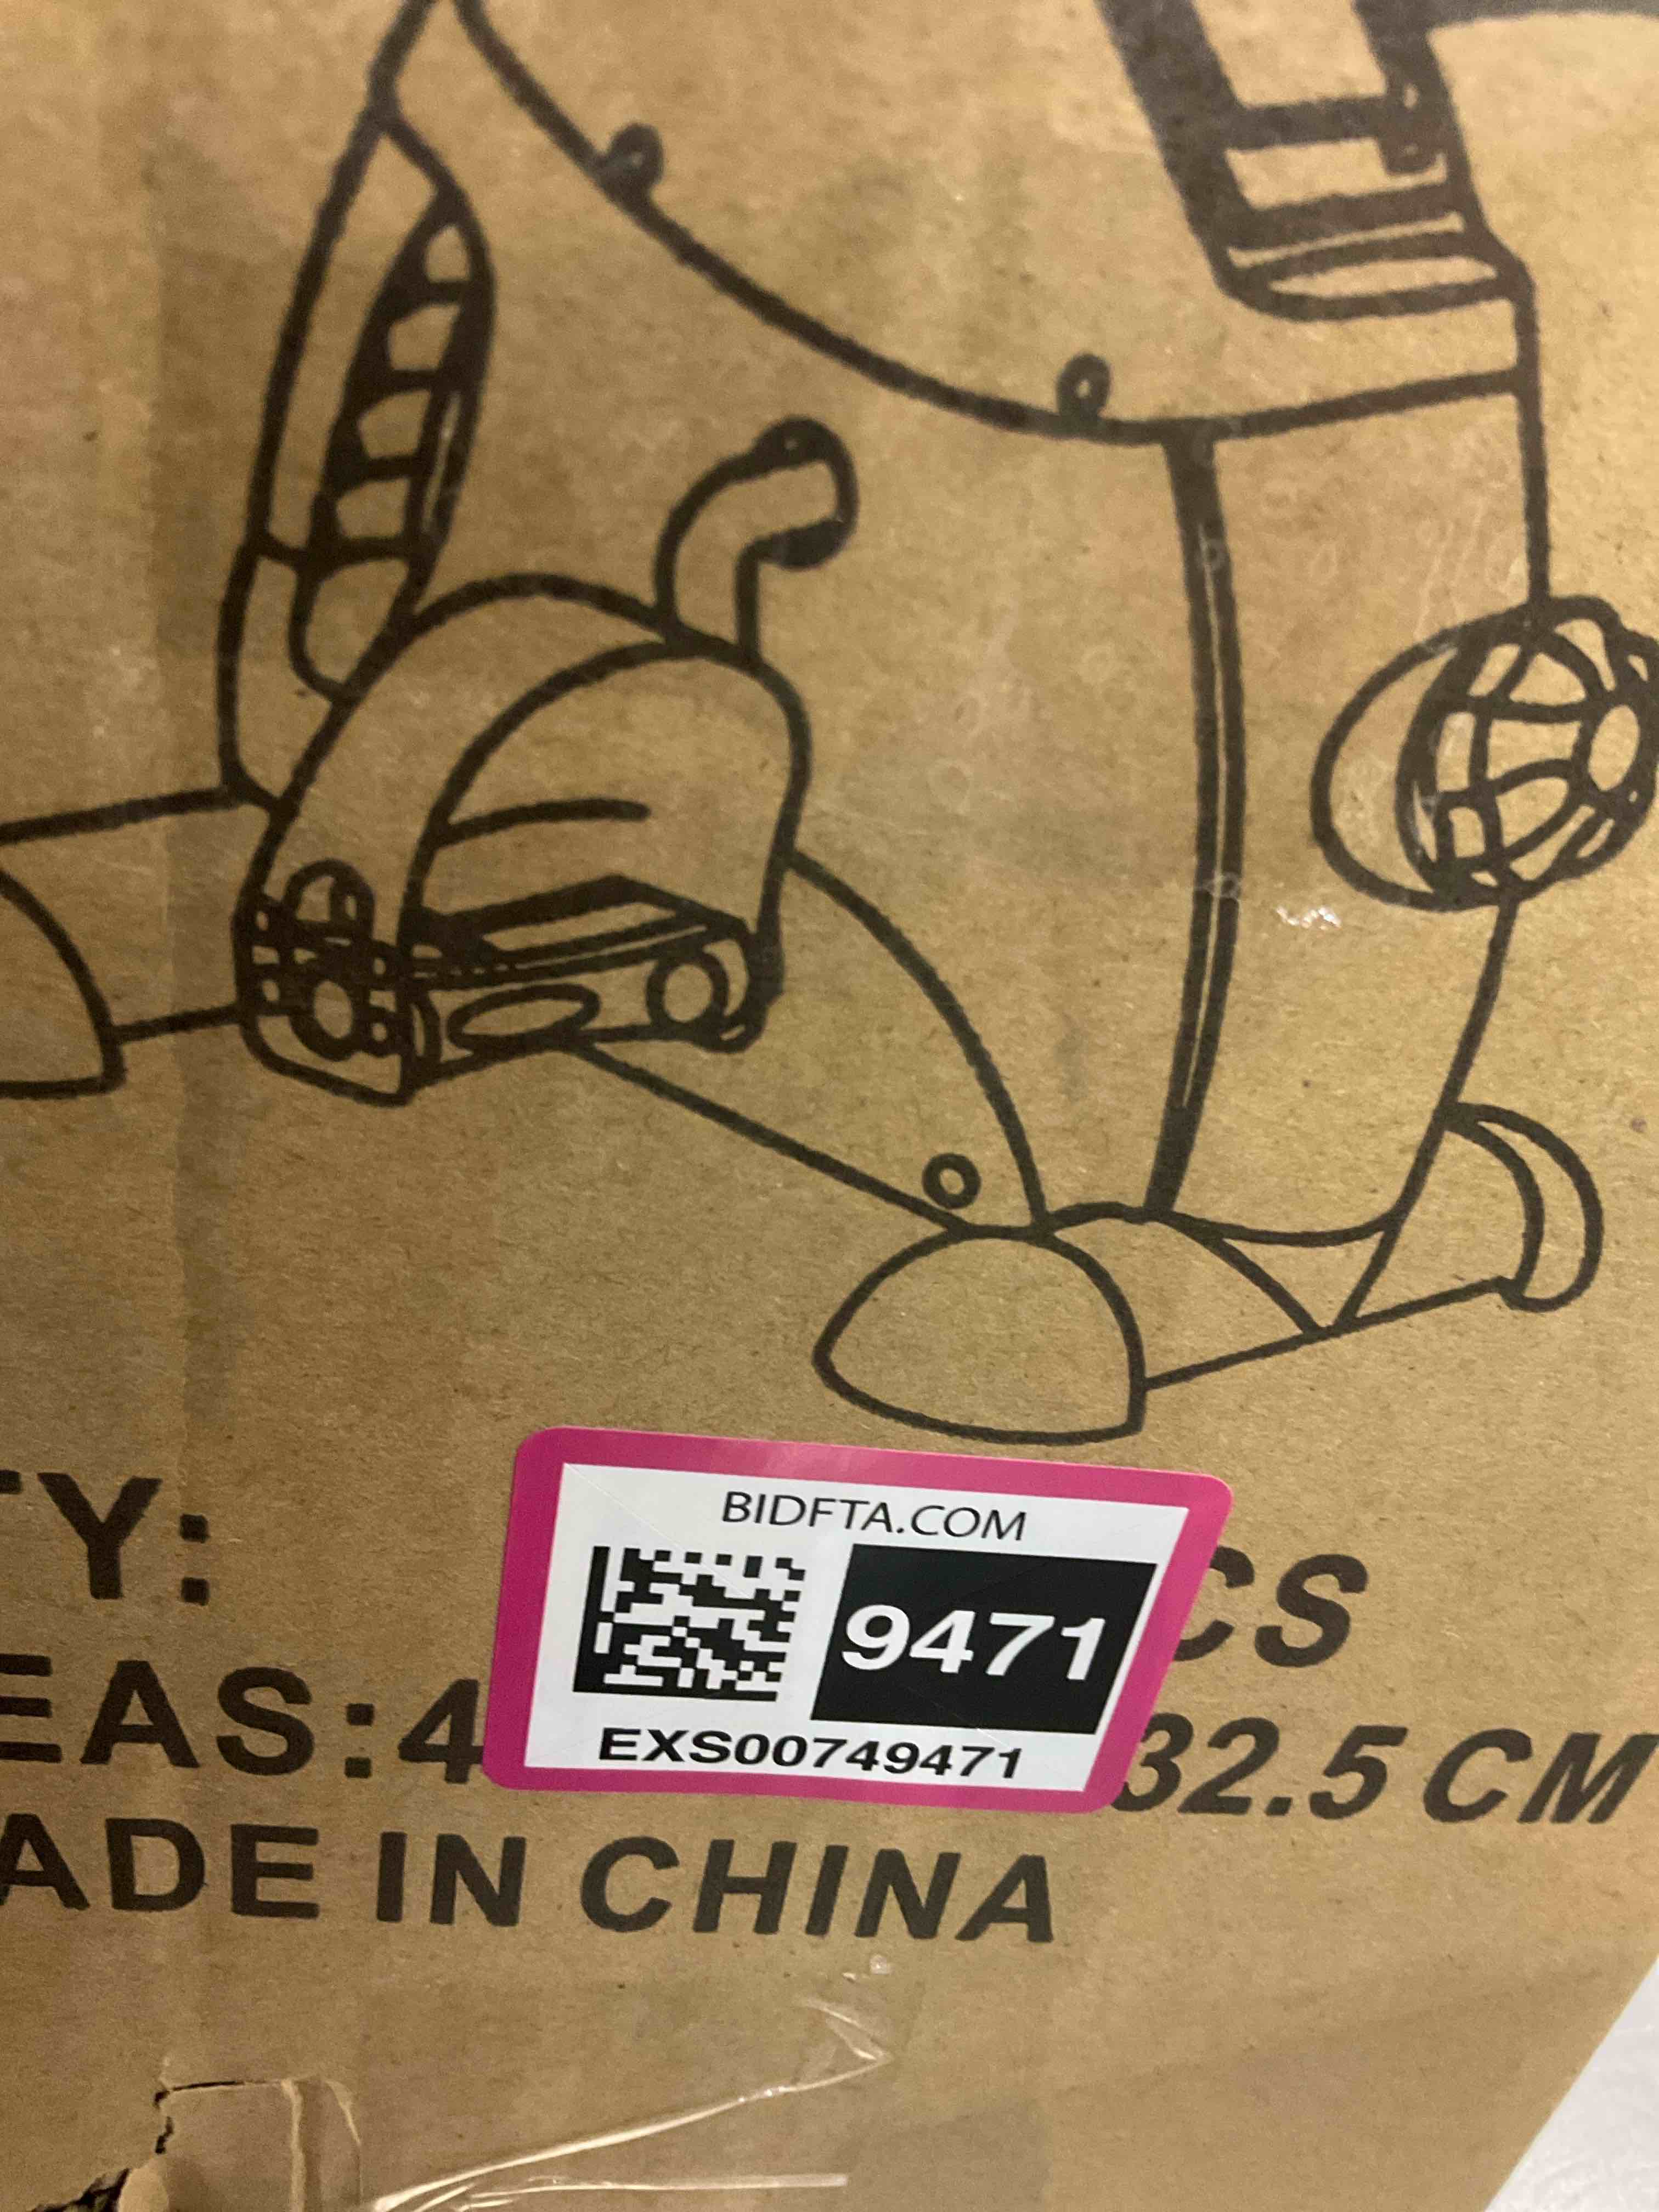 BIDFTA.COM
9471
EXS00749471
TY:
CS
EAS:4
32.5 CM
ADE IN CHINA